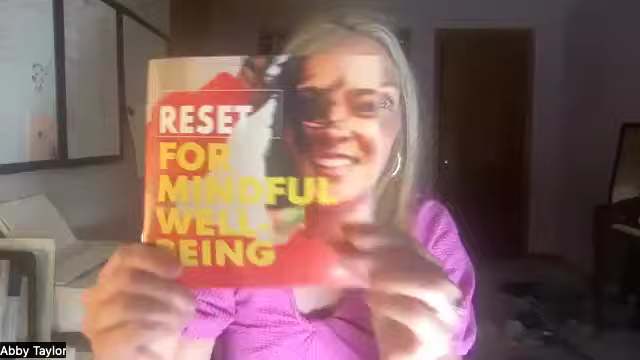 RESET
FOR
MINDFUL
WELL-
BEING
Abby Taylor